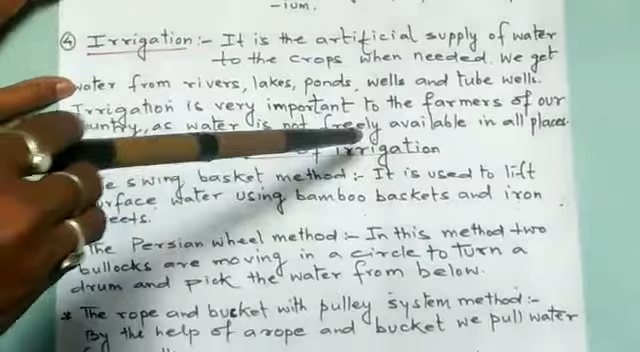 -ium.
④ Irrigation :- It is the artificial supply of water
to the crops when needed. We get
water from rivers, lakes, ponds, wells and tube wells.
Irrigation is very important to the farmers of our
country, as water is not freely available in all places.
of irrigation
swing basket method :- It is used to lift
surface water using bamboo baskets and iron
The Persian wheel method :- In this method two
bullocks are moving in a circle to turn a
drum and pick the water from below.
* The rope and bucket with pulley system method :-
By the help of a rope and bucket we pull water